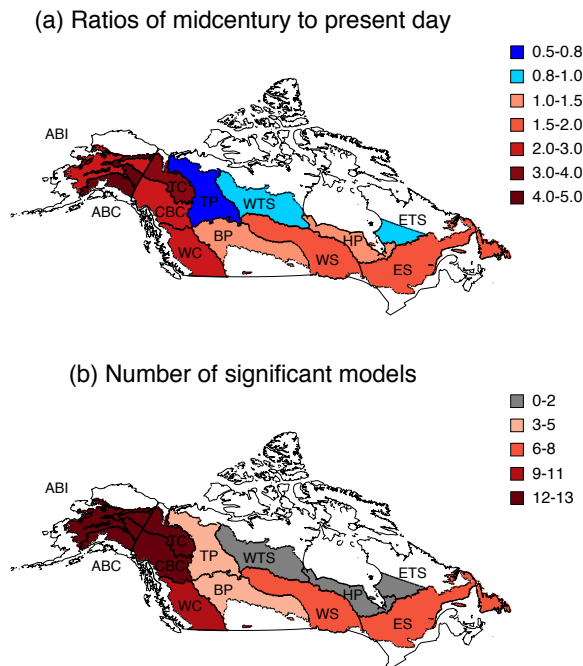 (a) Ratios of midcentury to present day
0.5-0.8
0.8-1.0
1.0-1.5
1.5-2.0
2.0-3.0
3.0-4.0
4.0-5.0
ABI
ABC
TC
CBC
TP
WTS
ETS
WC
BP
HP
WS
ES
(b) Number of significant models
0-2
3-5
6-8
9-11
12-13
ABI
ABC
TC
CBC
TP
WTS
ETS
WC
BP
HP
WS
ES